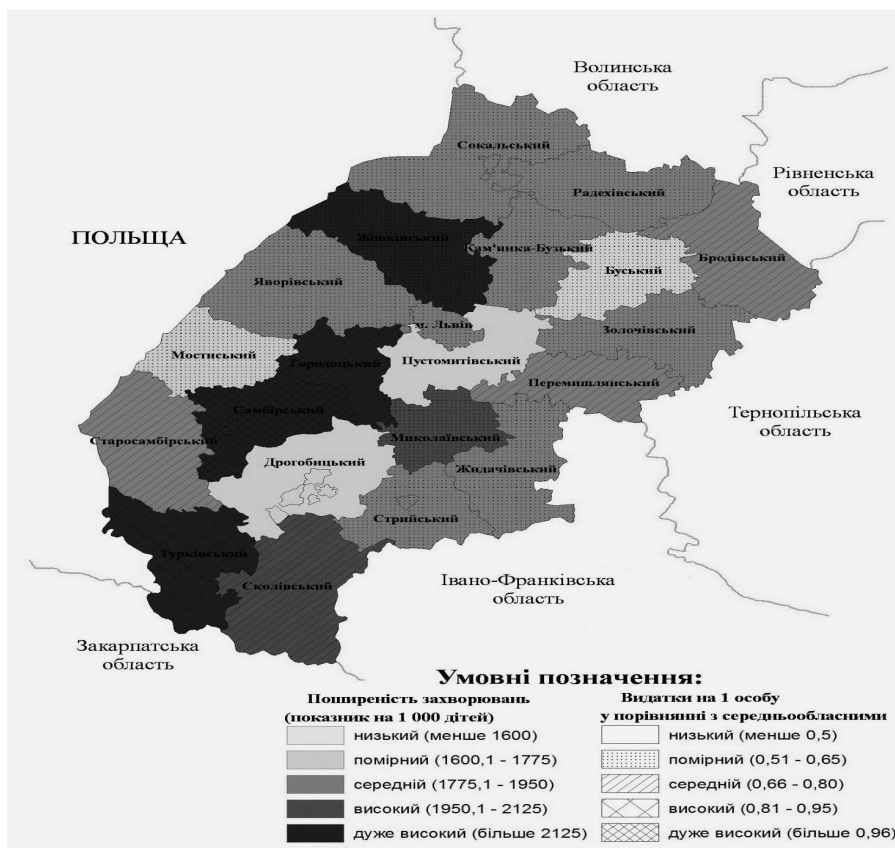 Волинська
область
Сокальський
Рівненська
область
Радехівський
ПОЛЬЩА
Жовківський
Кам'янка-Бузький
Буський
Бродівський
Яворівський
м. Львів
Золочівський
Мостиський
Городоцький
Пустомитівський
Перемишлянський
Самбірський
Тернопільська
область
Старосамбірський
Миколаївський
Дрогобицький
Жидачівський
Стрийський
Турківський
Сколівський
Івано-Франківська
область
Закарпатська
область
Умовні позначення:
Поширеність захворювань
(показник на 1 000 дітей)
низький (менше 1600)
помірний (1600,1 - 1775)
середній (1775,1 - 1950)
високий (1950,1 - 2125)
дуже високий (більше 2125)
Видатки на 1 особу
у порівнянні з середньообласними
низький (менше 0,5)
помірний (0,51 - 0,65)
середній (0,66 - 0,80)
високий (0,81 - 0,95)
дуже високий (більше 0,96)